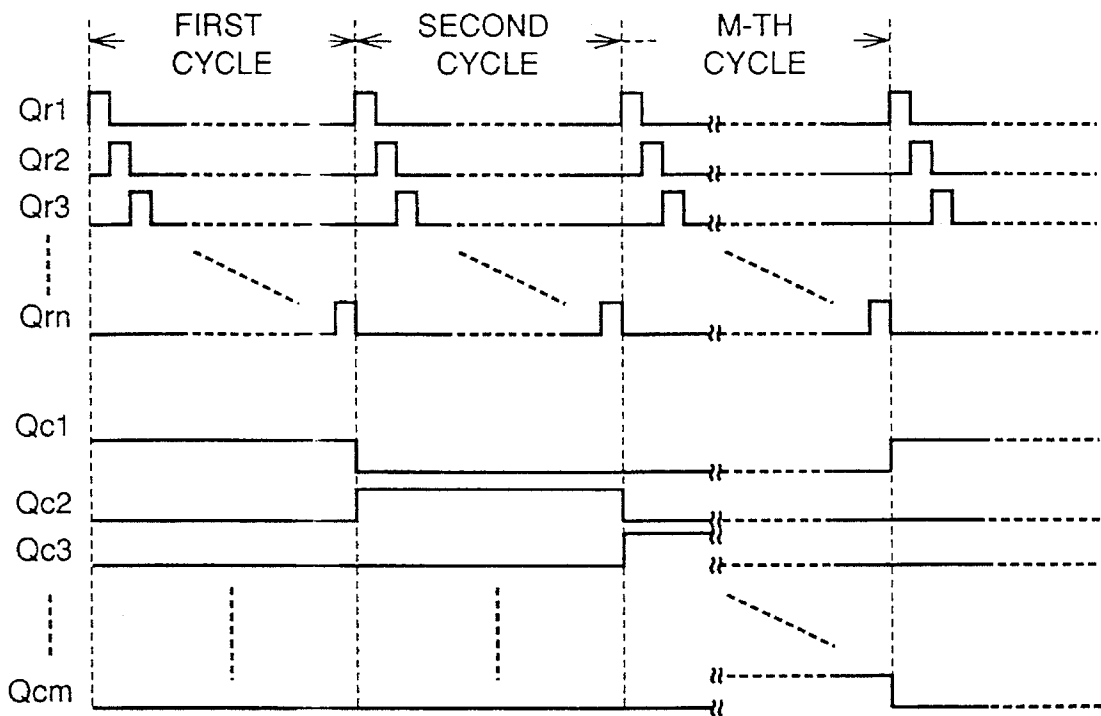 FIRST
CYCLE
SECOND
CYCLE
M-TH
CYCLE
Qr1
Qr2
Qr3
Qrn
Qc1
Qc2
Qc3
Qcm